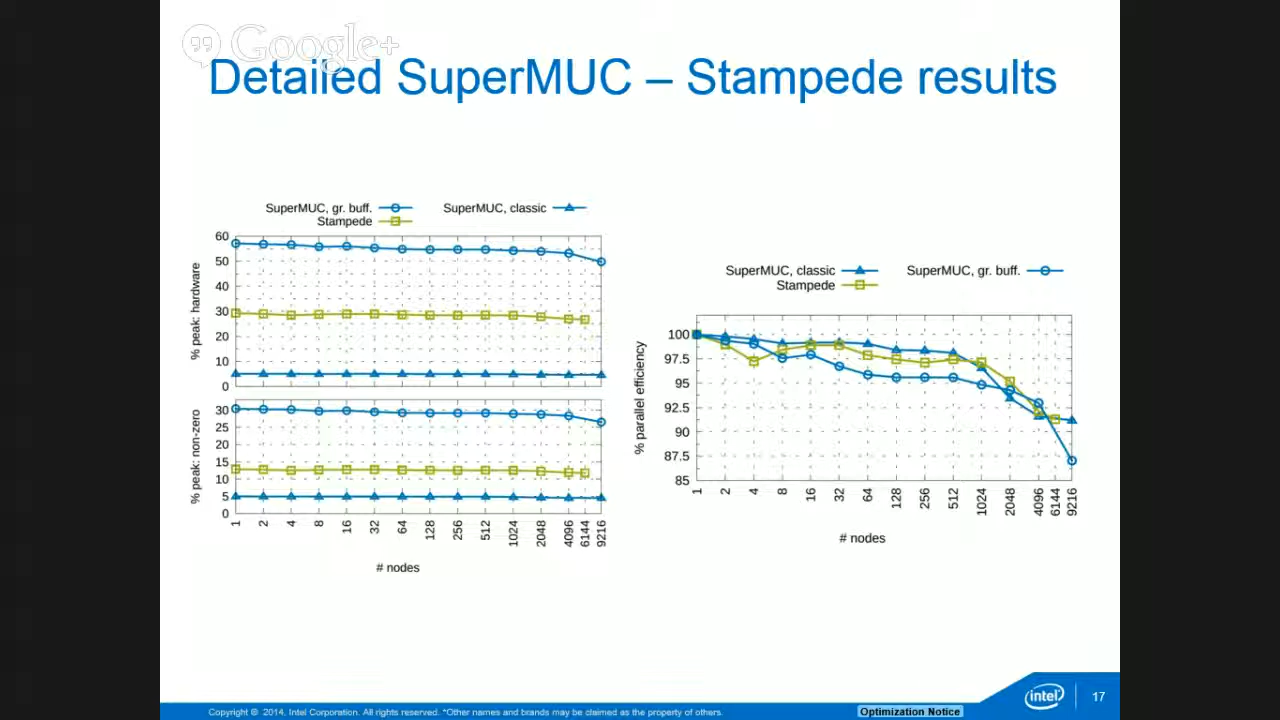 Google+
Detailed SuperMUC – Stampede results
SuperMUC, gr. buff.
SuperMUC, classic
Stampede
60
50
40
30
20
10
0
% peak: hardware
30
25
20
15
10
5
0
% peak: non-zero
1 2 4 8 16 32 64 128 256 512 1024 2048 4096 6144 9216
# nodes
SuperMUC, classic
SuperMUC, gr. buff.
Stampede
100
97.5
95
92.5
90
87.5
85
% parallel efficiency
1 2 4 8 16 32 64 128 256 512 1024 2048 4096 6144 9216
# nodes
Copyright © 2014, Intel Corporation. All rights reserved. *Other names and brands may be claimed as the property of others.
Optimization Notice
intel
17